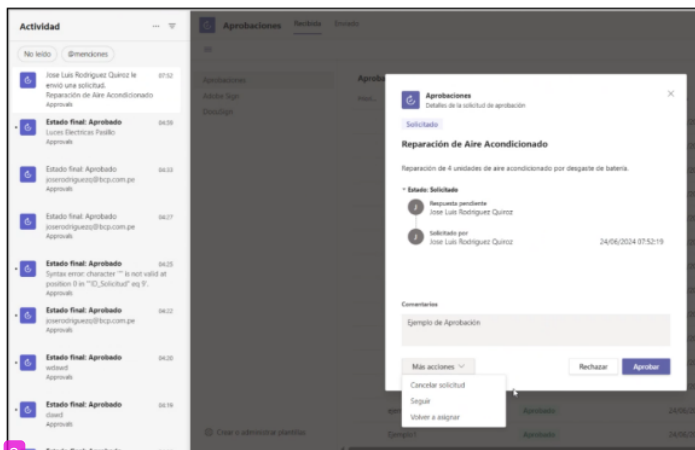 Actividad
No leído
@menciones
Jose Luis Rodriguez Quiroz le
envió una solicitud.
07:52
Reparación de Aire Acondicionado
Approvals
Estado final: Aprobado
04:39
Luces Electricas Pasillo
Approvals
Estado final: Aprobado
04:33
joserodriguezq@bcp.com.pe
Approvals
Estado final: Aprobado
04:27
joserodriguezq@bcp.com.pe
Approvals
Estado final: Aprobado
04:25
Syntax error: character '"' is not valid at
position 0 in '"ID_Solicitud" eq 9'.
Approvals
Estado final: Aprobado
04:22
joserodriguezq@bcp.com.pe
Approvals
Estado final: Aprobado
04:20
wdawd
Approvals
Estado final: Aprobado
04:19
dawd
Approvals
Aprobaciones
Recibido
Enviado
Aprobaciones
Adobe Sign
Crear o administrar plantillas
Aprobaciones
Detalles de la solicitud de aprobación
Solicitado
Reparación de Aire Acondicionado
Reparación de 4 unidades de aire acondicionado por desgaste de batería.
Estado: Solicitado
Respuesta pendiente
Jose Luis Rodriguez Quiroz
Solicitado por
Jose Luis Rodriguez Quiroz
24/06/2024 07:52:19
Comentarios
Ejemplo de Aprobación
Más acciones
Rechazar
Aprobar
Cancelar solicitud
Seguir
Volver a asignar
Aprobado
Aprobado